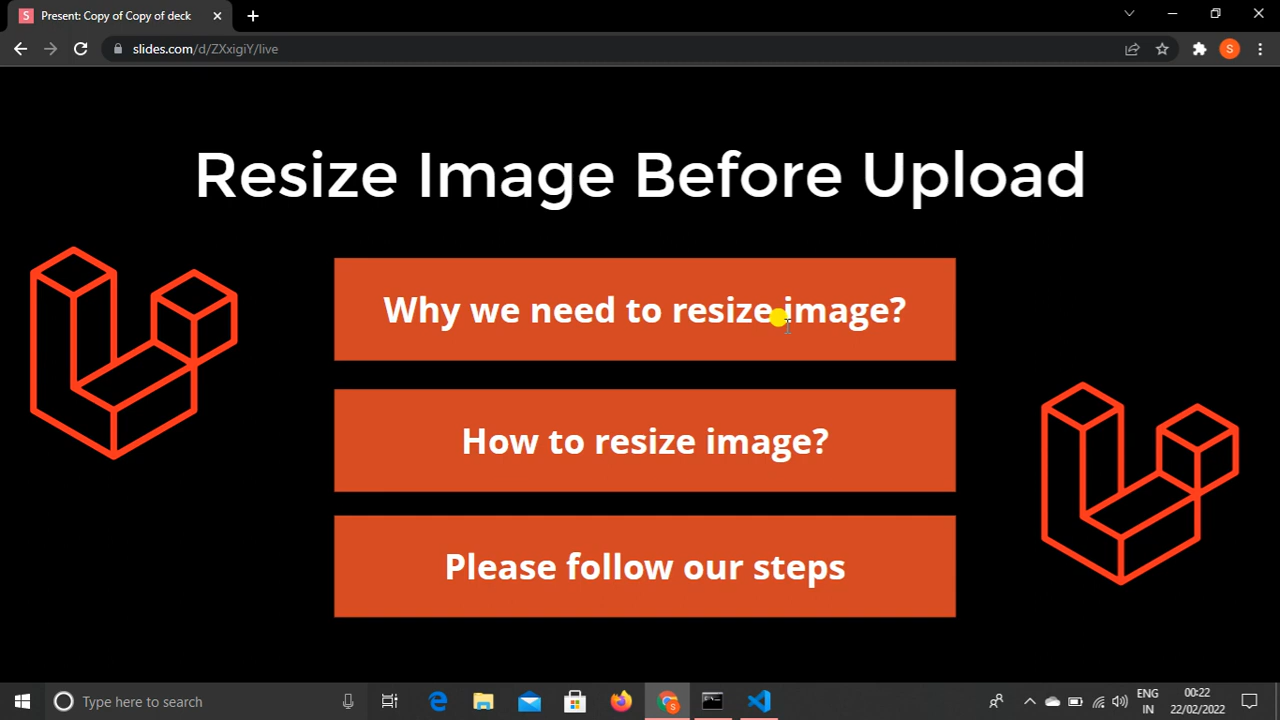 Present: Copy of Copy of deck
slides.com/d/ZXxigiY/live
S
Resize Image Before Upload
Why we need to resize image?
How to resize image?
Please follow our steps
Type here to search
ENG
IN
00:22
22/02/2022